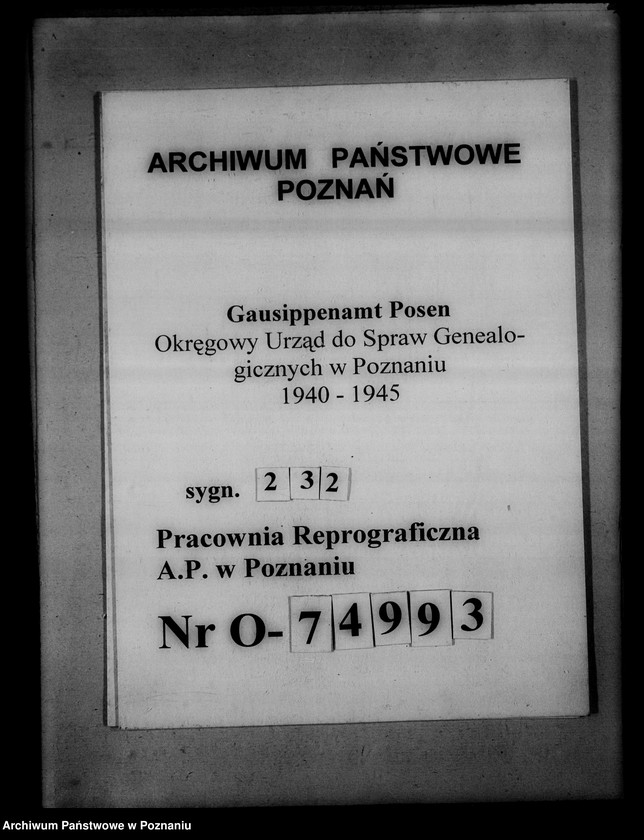 ARCHIWUM PAŃSTWOWE
POZNAŃ
Gausippenamt Posen
Okręgowy Urząd do Spraw Genealo-
gicznych w Poznaniu
1940 - 1945
sygn. 2 3 2
Pracownia Reprograficzna
A.P. w Poznaniu
Nr O- 7 4 9 9 3
Archiwum Państwowe w Poznaniu